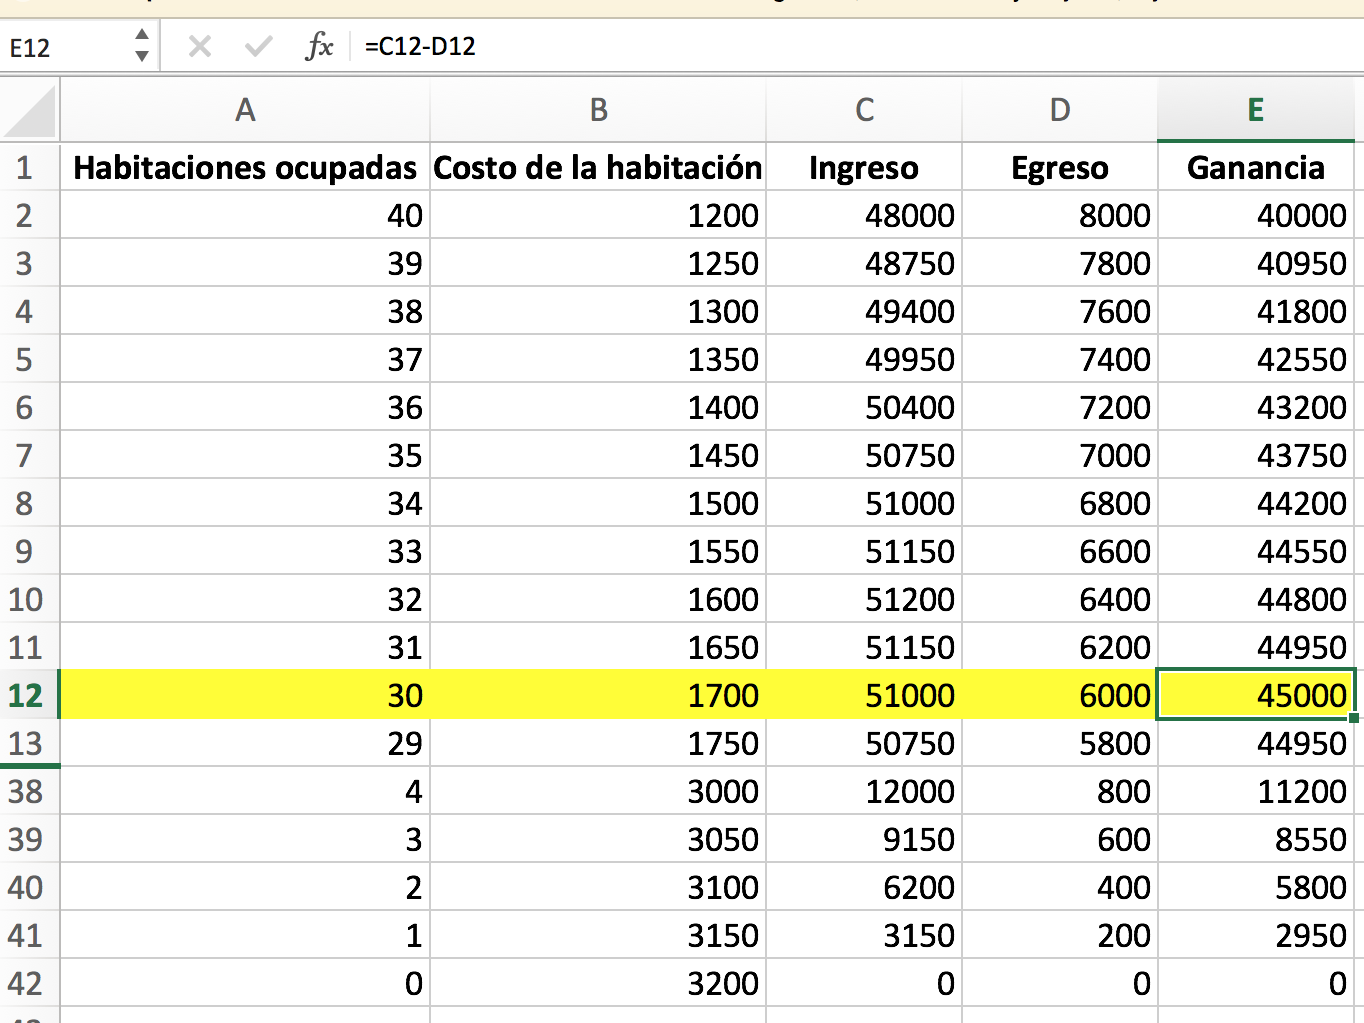 E12 fx =C12-D12
A B C D E
1 Habitaciones ocupadas Costo de la habitación Ingreso Egreso Ganancia
2 40 1200 48000 8000 40000
3 39 1250 48750 7800 40950
4 38 1300 49400 7600 41800
5 37 1350 49950 7400 42550
6 36 1400 50400 7200 43200
7 35 1450 50750 7000 43750
8 34 1500 51000 6800 44200
9 33 1550 51150 6600 44550
10 32 1600 51200 6400 44800
11 31 1650 51150 6200 44950
12 30 1700 51000 6000 45000
13 29 1750 50750 5800 44950
38 4 3000 12000 800 11200
39 3 3050 9150 600 8550
40 2 3100 6200 400 5800
41 1 3150 3150 200 2950
42 0 3200 0 0 0